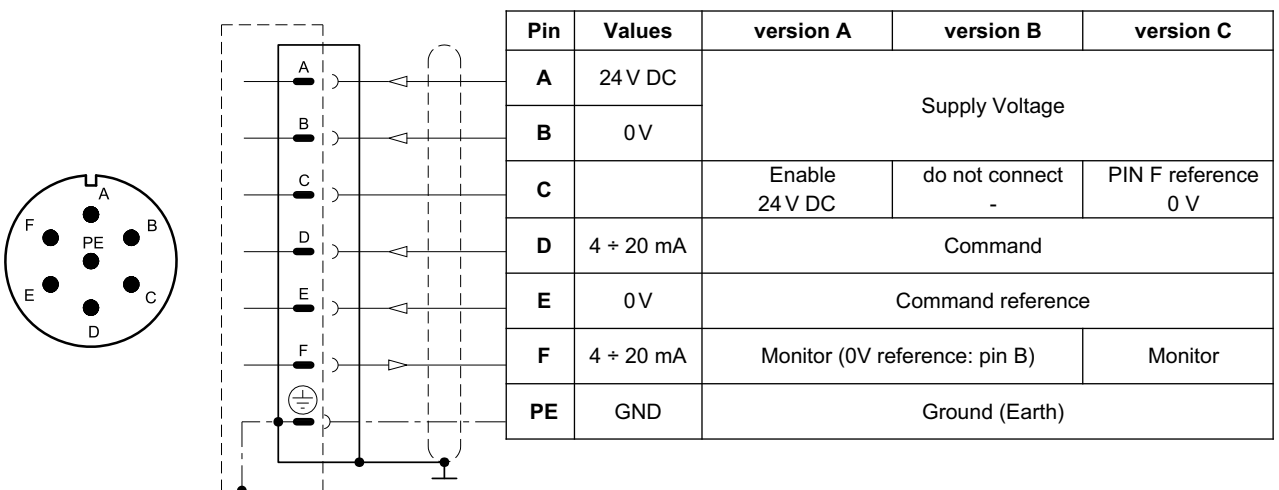 A
F
B
PE
E
C
D
A
B
C
D
E
F
Pin Values version A version B version C
A 24 V DC Supply Voltage
B 0 V
C Enable 24 V DC do not connect - PIN F reference 0 V
D 4 ÷ 20 mA Command
E 0 V Command reference
F 4 ÷ 20 mA Monitor (0V reference: pin B) Monitor
PE GND Ground (Earth)